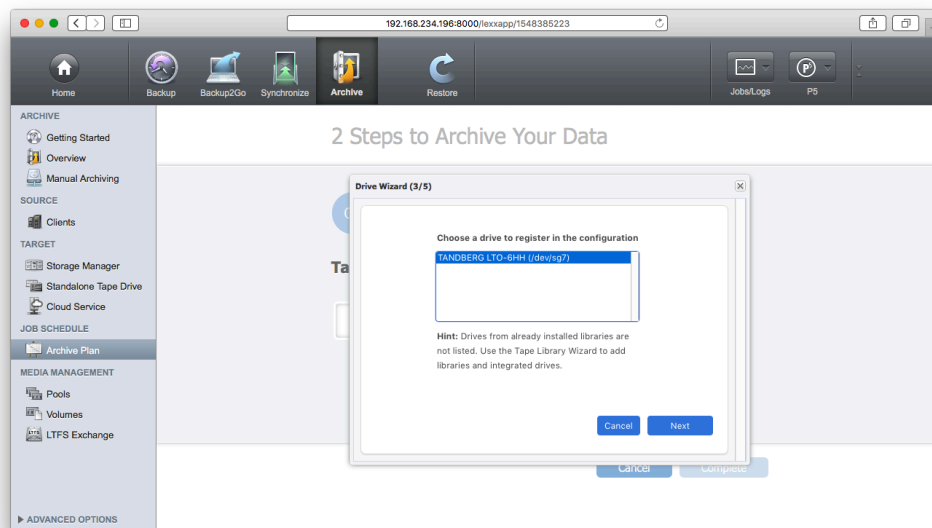 192.168.234.196:8000/lexxapp/1548385223
Home
Backup
Backup2Go
Synchronize
Archive
Restore
Jobs/Logs
P5
ARCHIVE
Getting Started
Overview
Manual Archiving
SOURCE
Clients
TARGET
Storage Manager
Standalone Tape Drive
Cloud Service
JOB SCHEDULE
Archive Plan
MEDIA MANAGEMENT
Pools
Volumes
LTFS Exchange
ADVANCED OPTIONS
2 Steps to Archive Your Data
Ta
Drive Wizard (3/5)
Choose a drive to register in the configuration
TANDBERG LTO-6HH (/dev/sg7)
Hint: Drives from already installed libraries are
not listed. Use the Tape Library Wizard to add
libraries and integrated drives.
Cancel
Next
Cancel
Complete